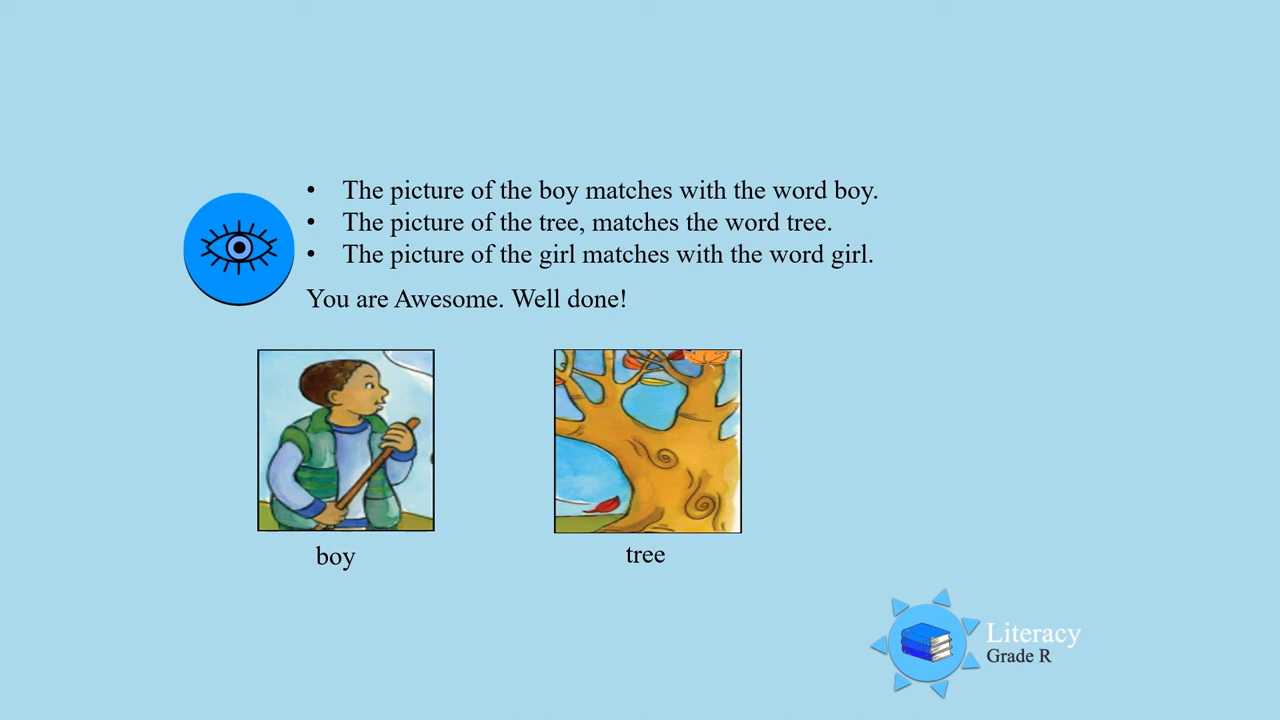 • The picture of the boy matches with the word boy.
• The picture of the tree, matches the word tree.
• The picture of the girl matches with the word girl.
You are Awesome. Well done!
boy
tree
Literacy
Grade R